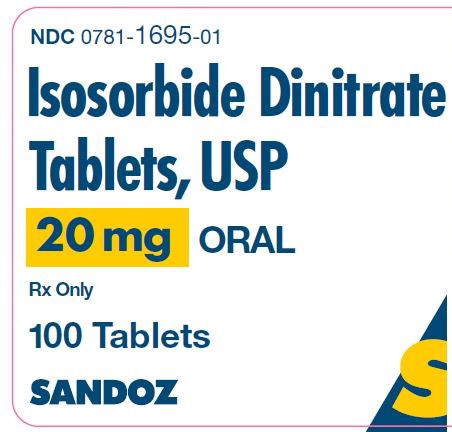 NDC 0781-1695-01
Isosorbide Dinitrate
Tablets, USP
20 mg ORAL
Rx Only
100 Tablets
SANDOZ
S